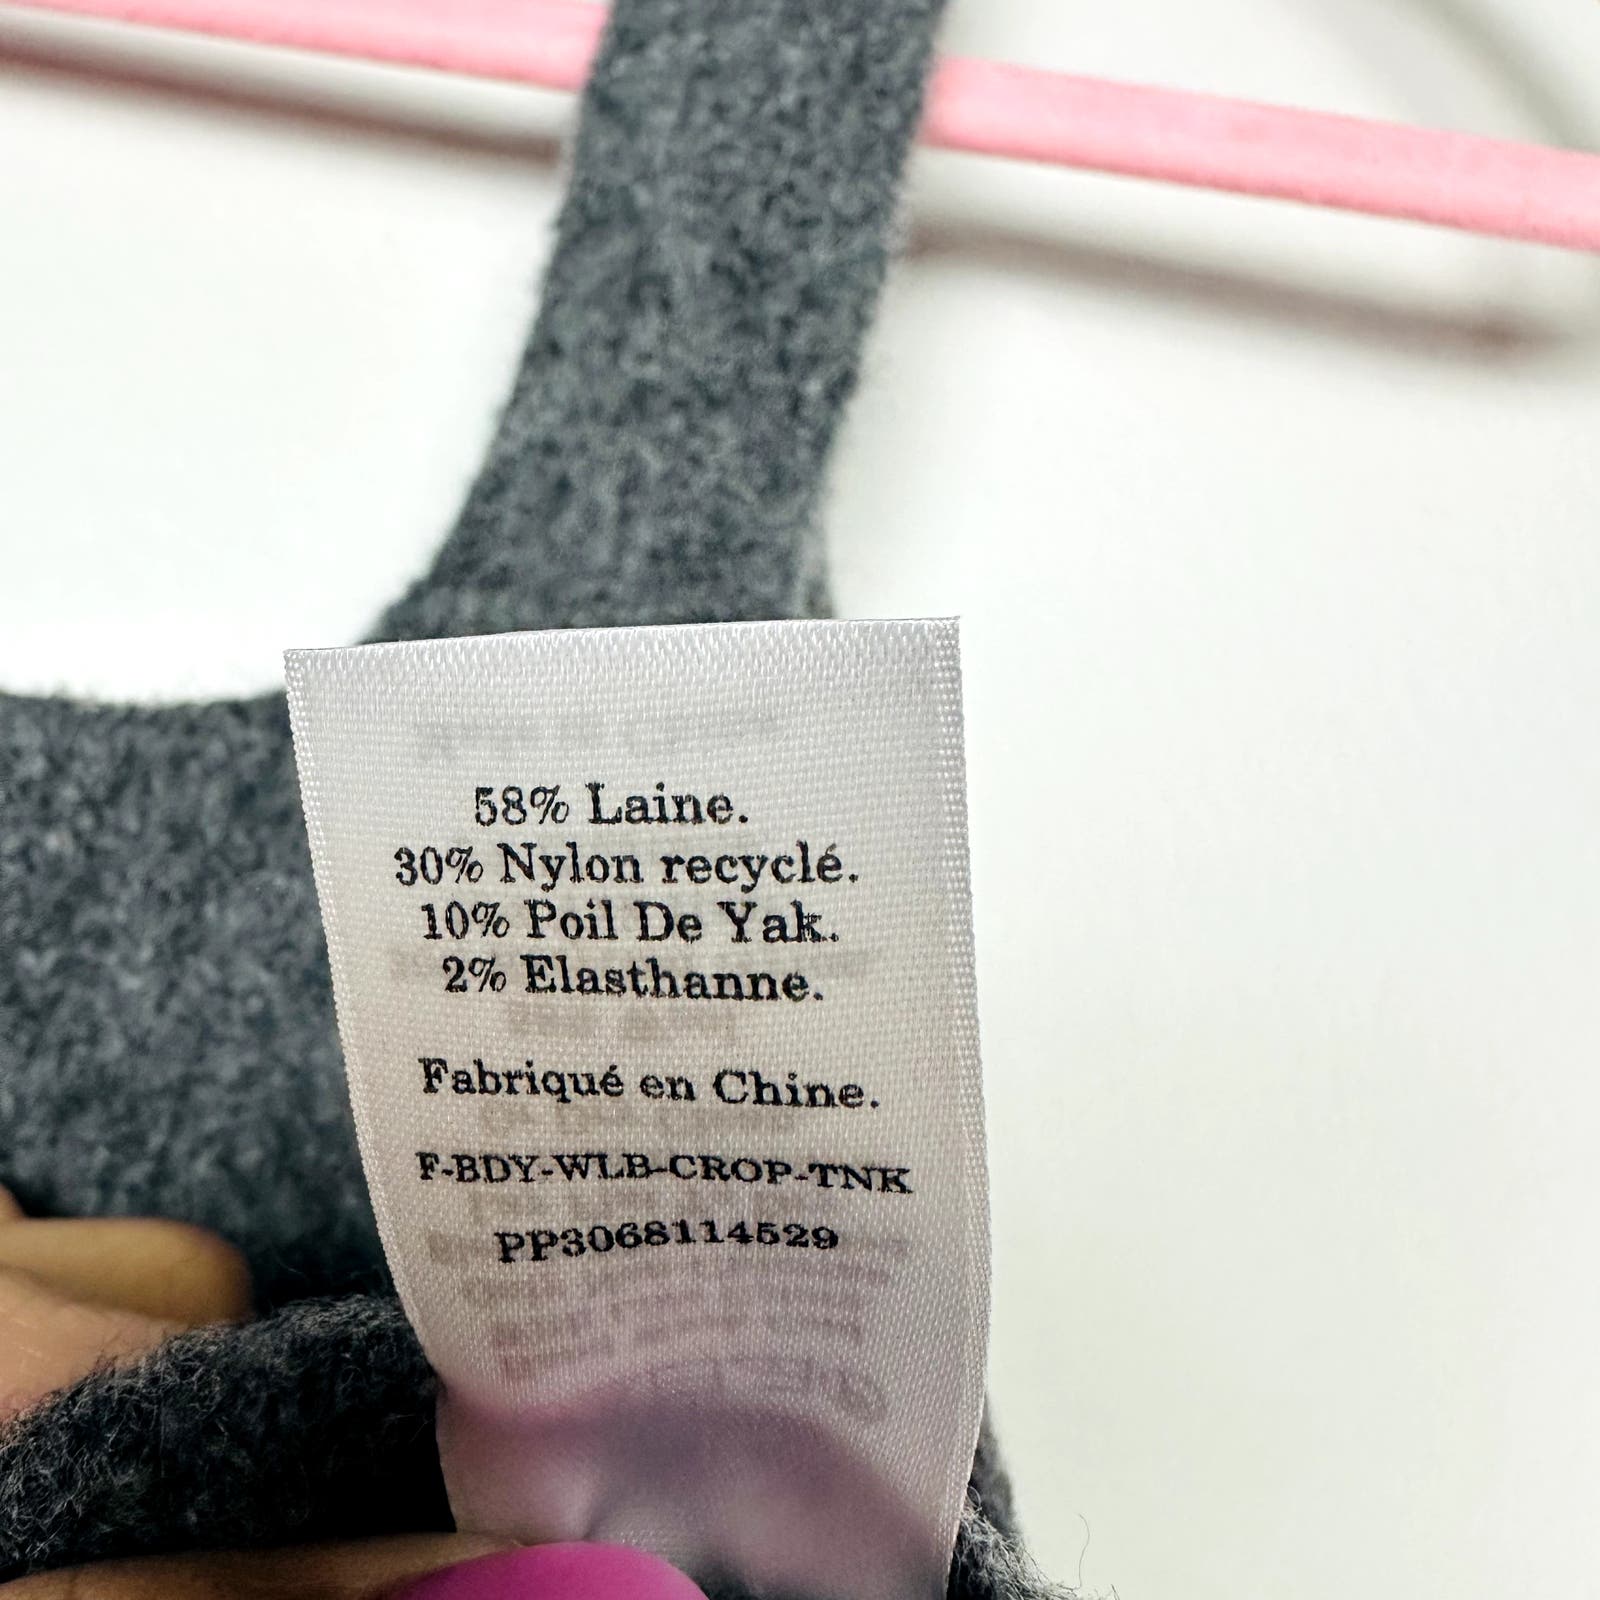 58% Laine.
30% Nylon recyclé.
10% Poil De Yak.
2% Elasthanne.
Fabriqué en Chine.
F-BDY-WLB-CROP-TNK
PP3068114529